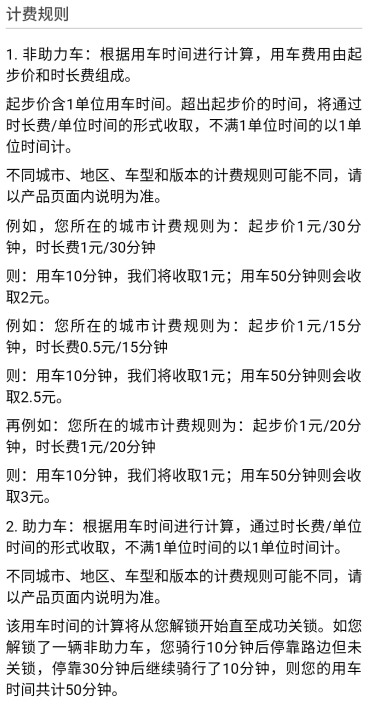 计费规则
1. 非助力车：根据用车时间进行计算，用车费用由起
步价和时长费组成。
起步价含1单位用车时间。超出起步价的时间，将通过
时长费/单位时间的形式收取，不满1单位时间的以1单
位时间计。
不同城市、地区、车型和版本的计费规则可能不同，请
以产品页面内说明为准。
例如，您所在的城市计费规则为：起步价1元/30分
钟，时长费1元/30分钟
则：用车10分钟，我们将收取1元；用车50分钟则会收
取2元。
例如：您所在的城市计费规则为：起步价1元/15分
钟，时长费0.5元/15分钟
则：用车10分钟，我们将收取1元；用车50分钟则会收
取2.5元。
再例如：您所在的城市计费规则为：起步价1元/20分
钟，时长费1元/20分钟
则：用车10分钟，我们将收取1元；用车50分钟则会收
取3元。
2. 助力车：根据用车时间进行计算，通过时长费/单位
时间的形式收取，不满1单位时间的以1单位时间计。
不同城市、地区、车型和版本的计费规则可能不同，请
以产品页面内说明为准。
该用车时间的计算将从您解锁开始直至成功关锁。如您
解锁了一辆非助力车，您骑行10分钟后停靠路边但未
关锁，停靠30分钟后继续骑行了10分钟，则您的用车
时间共计50分钟。